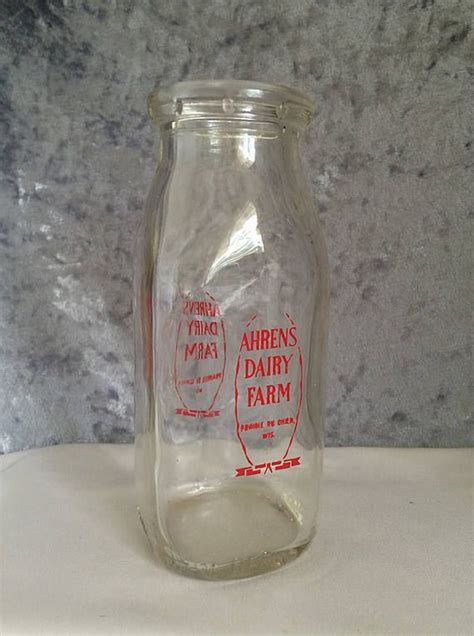 AHRENS
DAIRY
FARM
PRAIRIE DU CHIEN,
WIS.